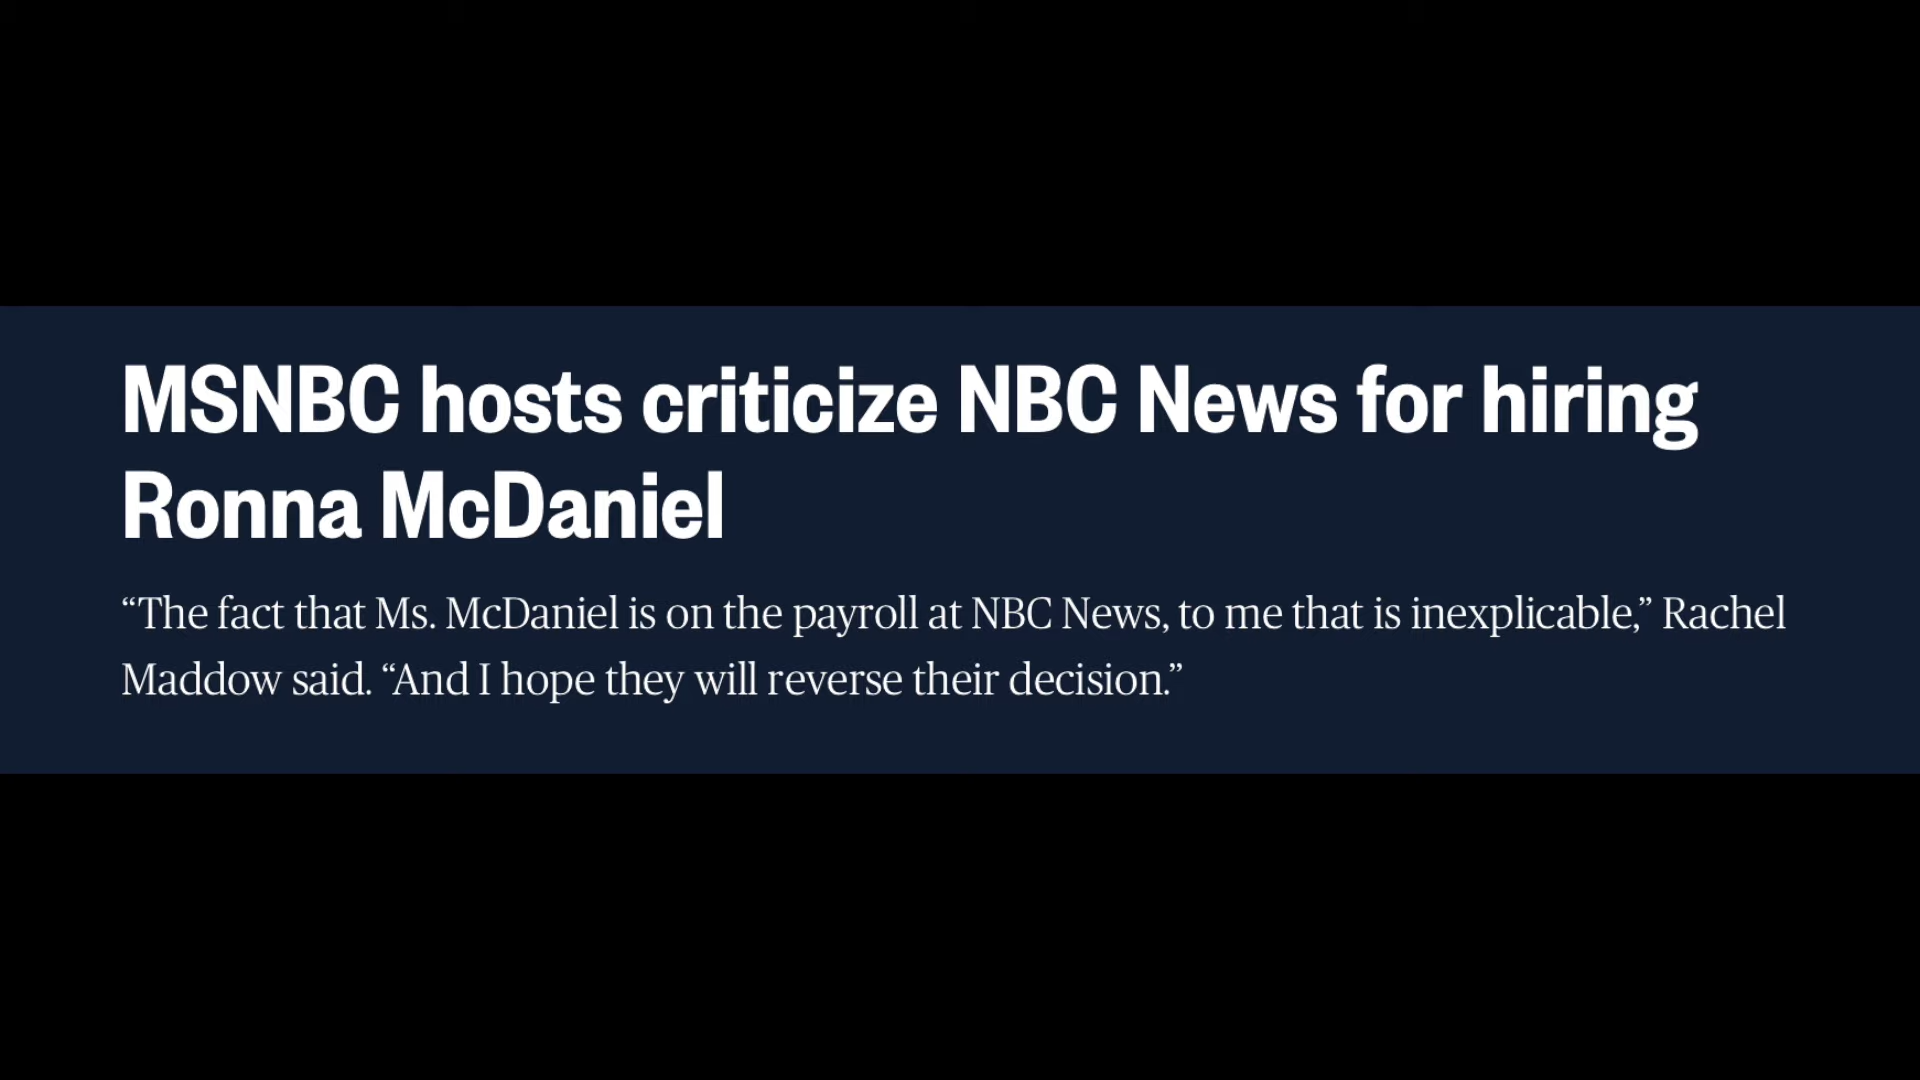 MSNBC hosts criticize NBC News for hiring
Ronna McDaniel
“The fact that Ms. McDaniel is on the payroll at NBC News, to me that is inexplicable,” Rachel
Maddow said. “And I hope they will reverse their decision.”